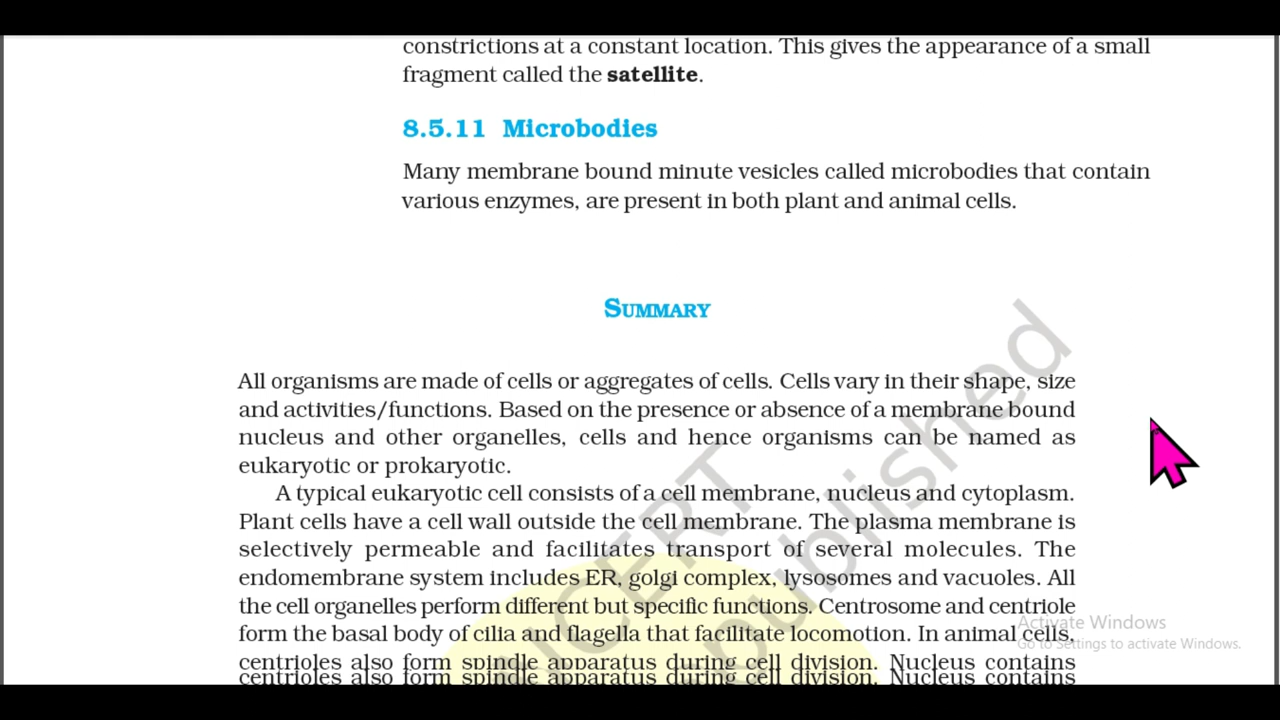 constrictions at a constant location. This gives the appearance of a small
fragment called the satellite.
8.5.11 Microbodies
Many membrane bound minute vesicles called microbodies that contain
various enzymes, are present in both plant and animal cells.
SUMMARY
All organisms are made of cells or aggregates of cells. Cells vary in their shape, size
and activities/functions. Based on the presence or absence of a membrane bound
nucleus and other organelles, cells and hence organisms can be named as
eukaryotic or prokaryotic.
A typical eukaryotic cell consists of a cell membrane, nucleus and cytoplasm.
Plant cells have a cell wall outside the cell membrane. The plasma membrane is
selectively permeable and facilitates transport of several molecules. The
endomembrane system includes ER, golgi complex, lysosomes and vacuoles. All
the cell organelles perform different but specific functions. Centrosome and centriole
form the basal body of cilia and flagella that facilitate locomotion. In animal cells,
centrioles also form spindle apparatus during cell division. Nucleus contains
centrioles also form spindle apparatus during cell division. Nucleus contains
NCERT
published
Activate Windows
Go to Settings to activate Windows.